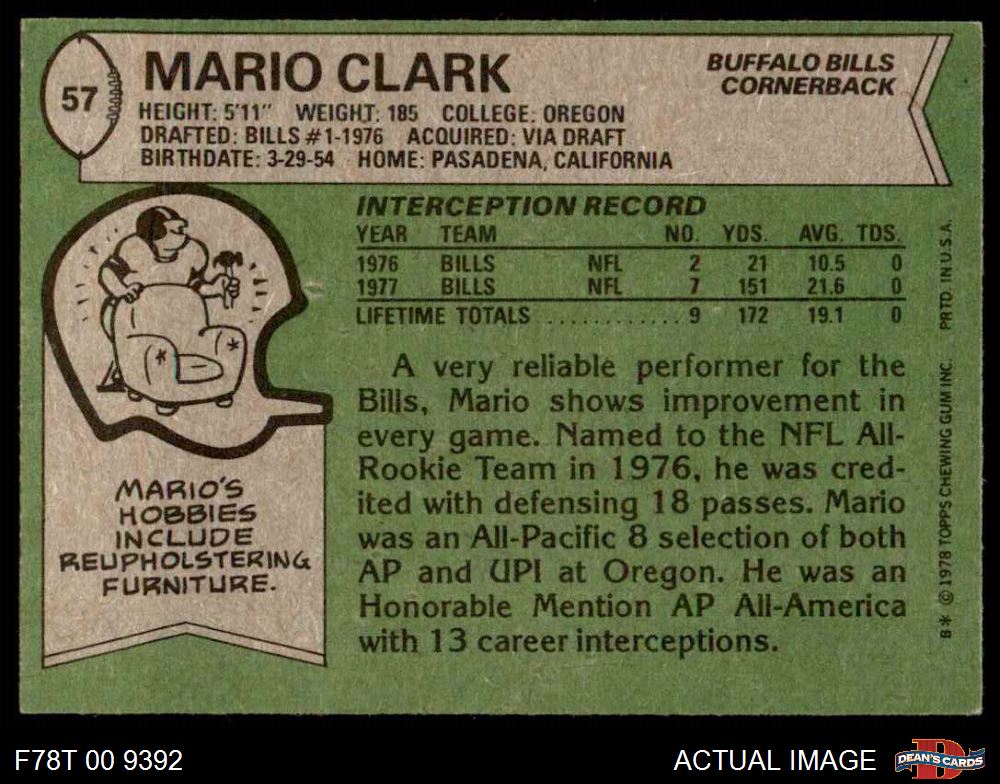 57
MARIO CLARK
BUFFALO BILLS
CORNERBACK
HEIGHT: 5'11" WEIGHT: 185 COLLEGE: OREGON
DRAFTED: BILLS #1-1976 ACQUIRED: VIA DRAFT
BIRTHDATE: 3-29-54 HOME: PASADENA, CALIFORNIA
INTERCEPTION RECORD
YEAR TEAM NO. YDS. AVG. TDS.
1976 BILLS NFL 2 21 10.5 0
1977 BILLS NFL 7 151 21.6 0
LIFETIME TOTALS ............ 9 172 19.1 0
A very reliable performer for the
Bills, Mario shows improvement in
every game. Named to the NFL All-
Rookie Team in 1976, he was cred-
ited with defensing 18 passes. Mario
was an All-Pacific 8 selection of both
AP and UPI at Oregon. He was an
Honorable Mention AP All-America
with 13 career interceptions.
MARIO'S
HOBBIES
INCLUDE
REUPHOLSTERING
FURNITURE.
B* © 1978 TOPPS CHEWING GUM INC. PRTD. IN U.S.A.
F78T 00 9392
ACTUAL IMAGE
D
DEAN'S CARDS